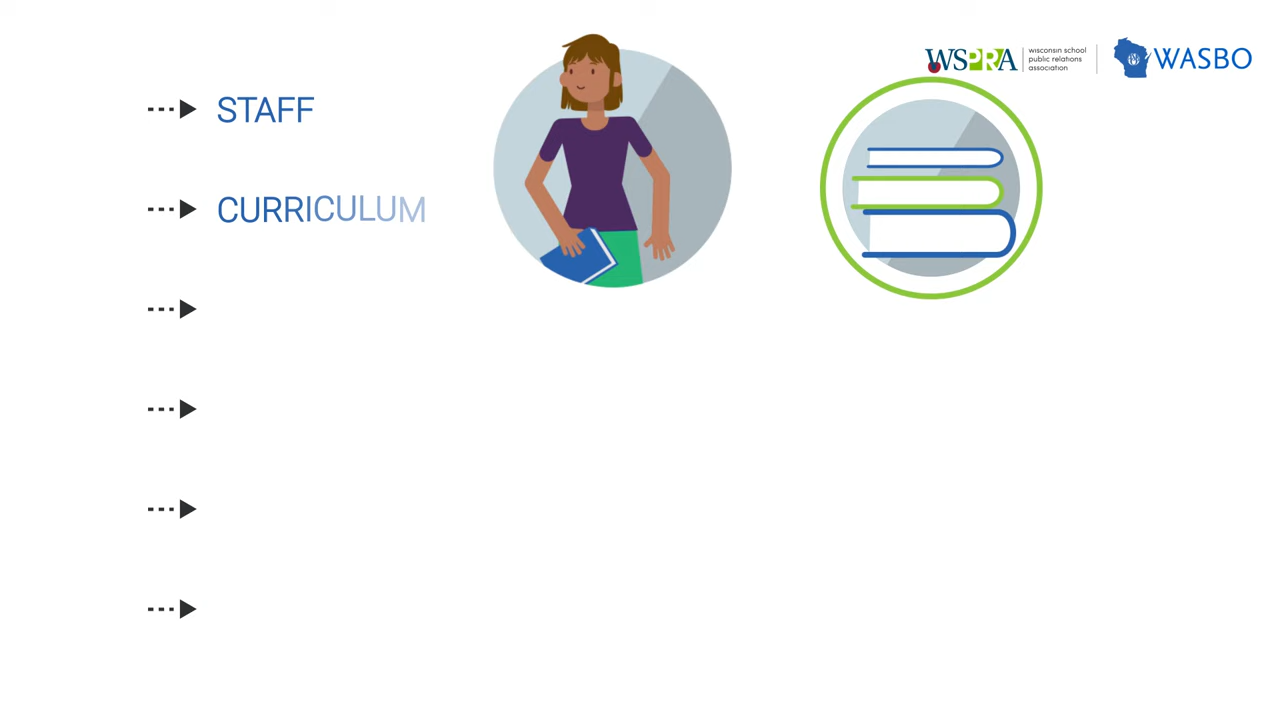 WSPRA
wisconsin school
public relations
association
WASBO
STAFF
CURRICULUM